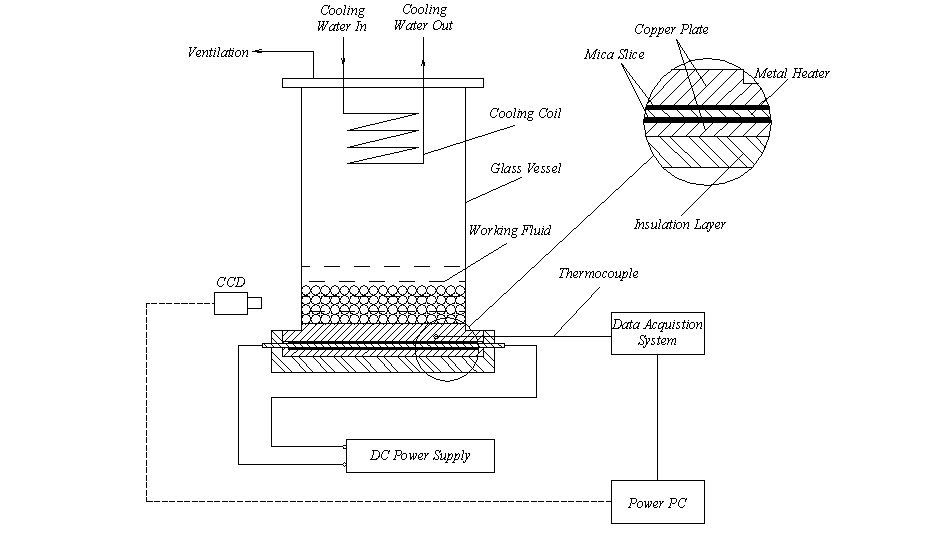 Cooling
Water In
Cooling
Water Out
Ventilation
Copper Plate
Mica Slice
Metal Heater
Cooling Coil
Glass Vessel
Insulation Layer
Working Fluid
Thermocouple
CCD
Data Acquistion
System
DC Power Supply
Power PC